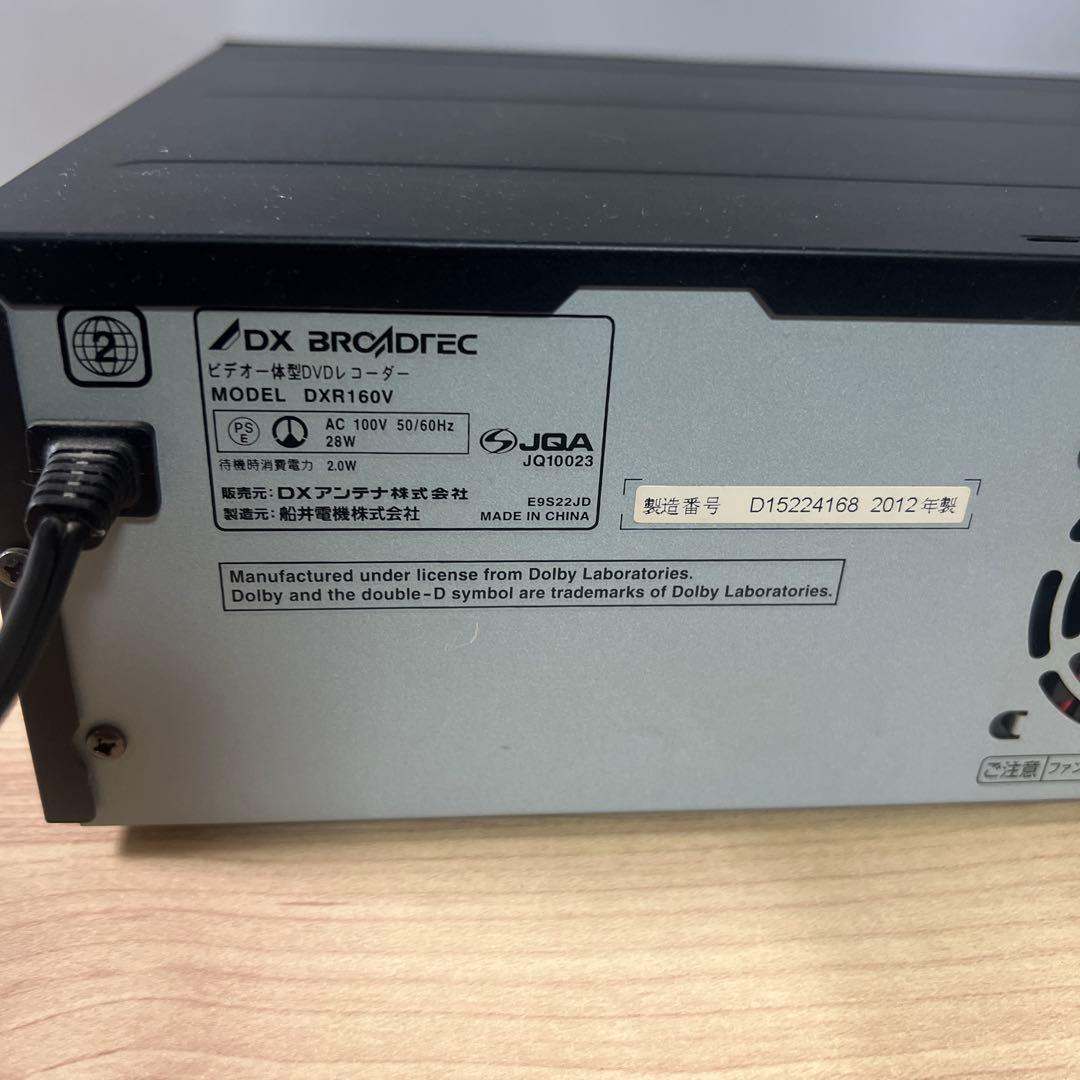 2
DX BROADTEC
ビデオ一体型DVDレコーダー
MODEL DXR160V
PS E
AC 100V 50/60Hz
28W
JQA
JQ10023
待機時消費電力 2.0W
販売元:DXアンテナ株式会社
製造元:船井電機株式会社
E9S22JD
MADE IN CHINA
製造番号 D15224168 2012年製
Manufactured under license from Dolby Laboratories.
Dolby and the double-D symbol are trademarks of Dolby Laboratories.
ご注意 ファン